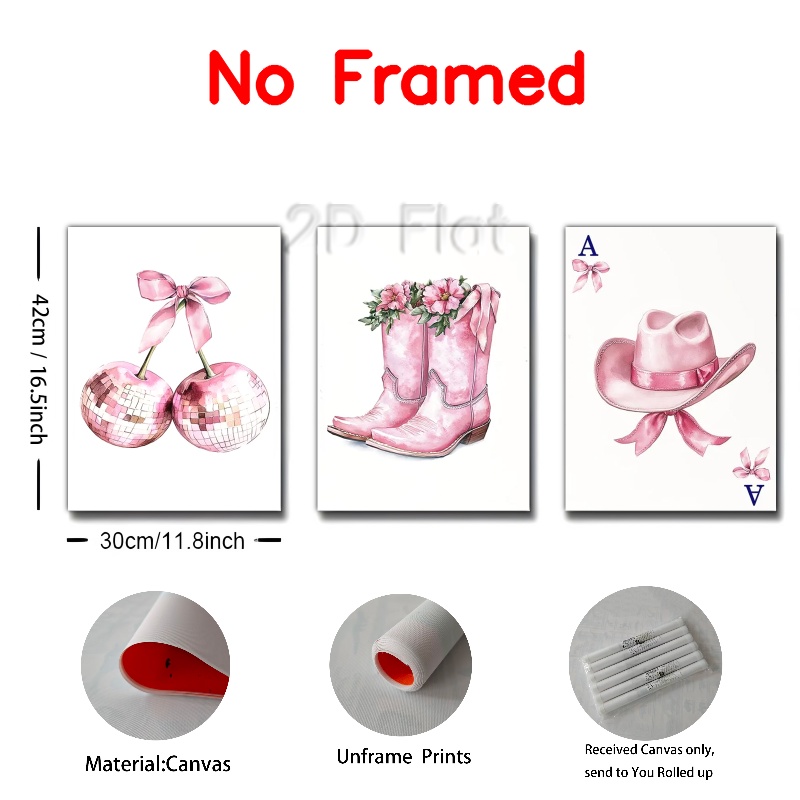 No Framed
2D Flat
42cm / 16.5inch
A
A
30cm/11.8inch
Material:Canvas
Unframe Prints
Received Canvas only,
send to You Rolled up